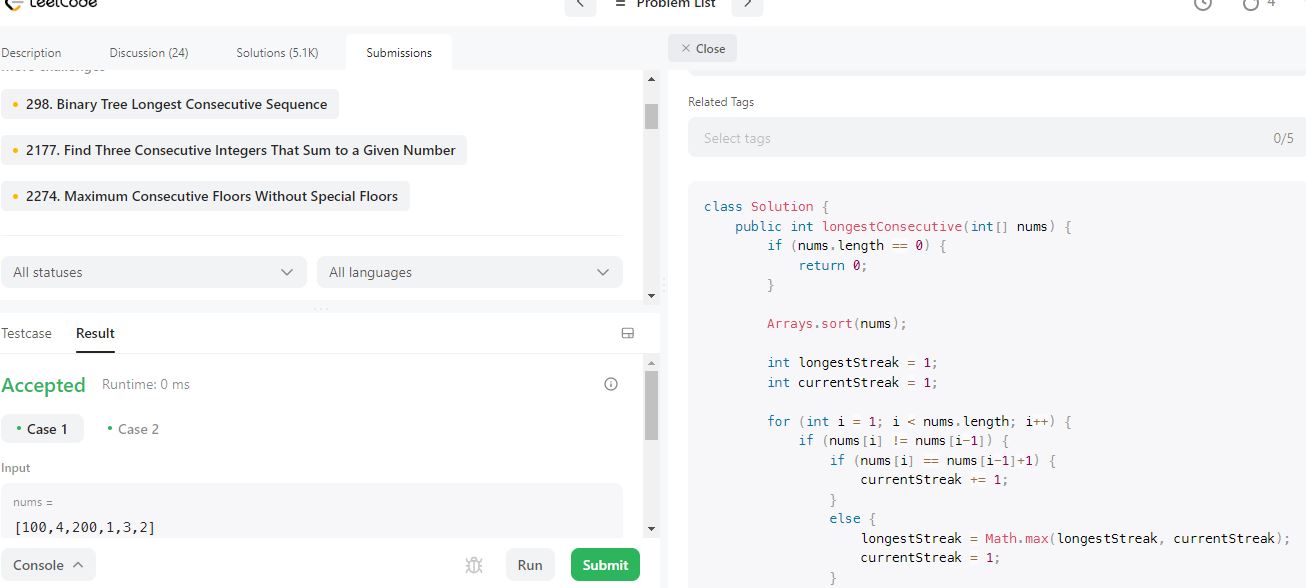 LeetCode
Problem List
4
Description
Discussion (24)
Solutions (5.1K)
Submissions
more challenges
298. Binary Tree Longest Consecutive Sequence
2177. Find Three Consecutive Integers That Sum to a Given Number
2274. Maximum Consecutive Floors Without Special Floors
All statuses
All languages
Testcase
Result
Accepted
Runtime: 0 ms
Case 1
Case 2
Input
nums =
[100,4,200,1,3,2]
Console
Run
Submit
Close
Related Tags
Select tags
0/5
class Solution {
public int longestConsecutive(int[] nums) {
if (nums.length == 0) {
return 0;
}
Arrays.sort(nums);
int longestStreak = 1;
int currentStreak = 1;
for (int i = 1; i < nums.length; i++) {
if (nums[i] != nums[i-1]) {
if (nums[i] == nums[i-1]+1) {
currentStreak += 1;
}
else {
longestStreak = Math.max(longestStreak, currentStreak);
currentStreak = 1;
}